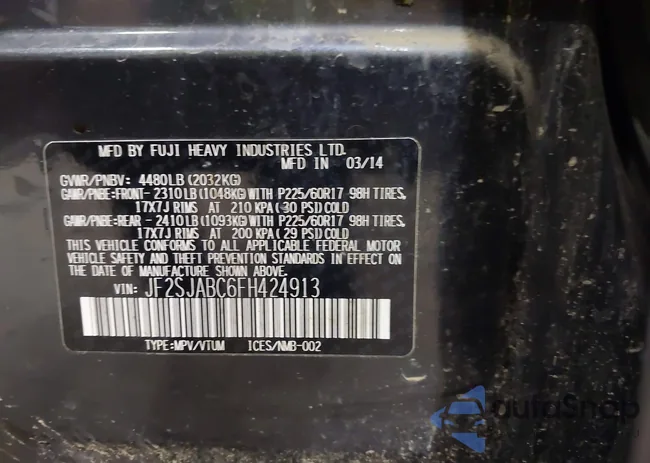 MFD BY FUJI HEAVY INDUSTRIES LTD.
MFD IN 03/14
GVWR/PNBV: 4480LB(2032KG)
GAWR/PNBE:FRONT-2310LB(1048KG)WITH P225/60R17 98H TIRES,
17X7J RIMS AT 210 KPA(30 PSI)COLD
GAWR/PNBE:REAR -2410LB(1093KG)WITH P225/60R17 98H TIRES,
17X7J RIMS AT 200 KPA(29 PSI)COLD
THIS VEHICLE CONFORMS TO ALL APPLICABLE FEDERAL MOTOR
VEHICLE SAFETY AND THEFT PREVENTION STANDARDS IN EFFECT ON
THE DATE OF MANUFACTURE SHOWN ABOVE.
VIN: JF2SJABC6FH424913
TYPE:MPV/VTUM ICES/NMB-002
autoSnap